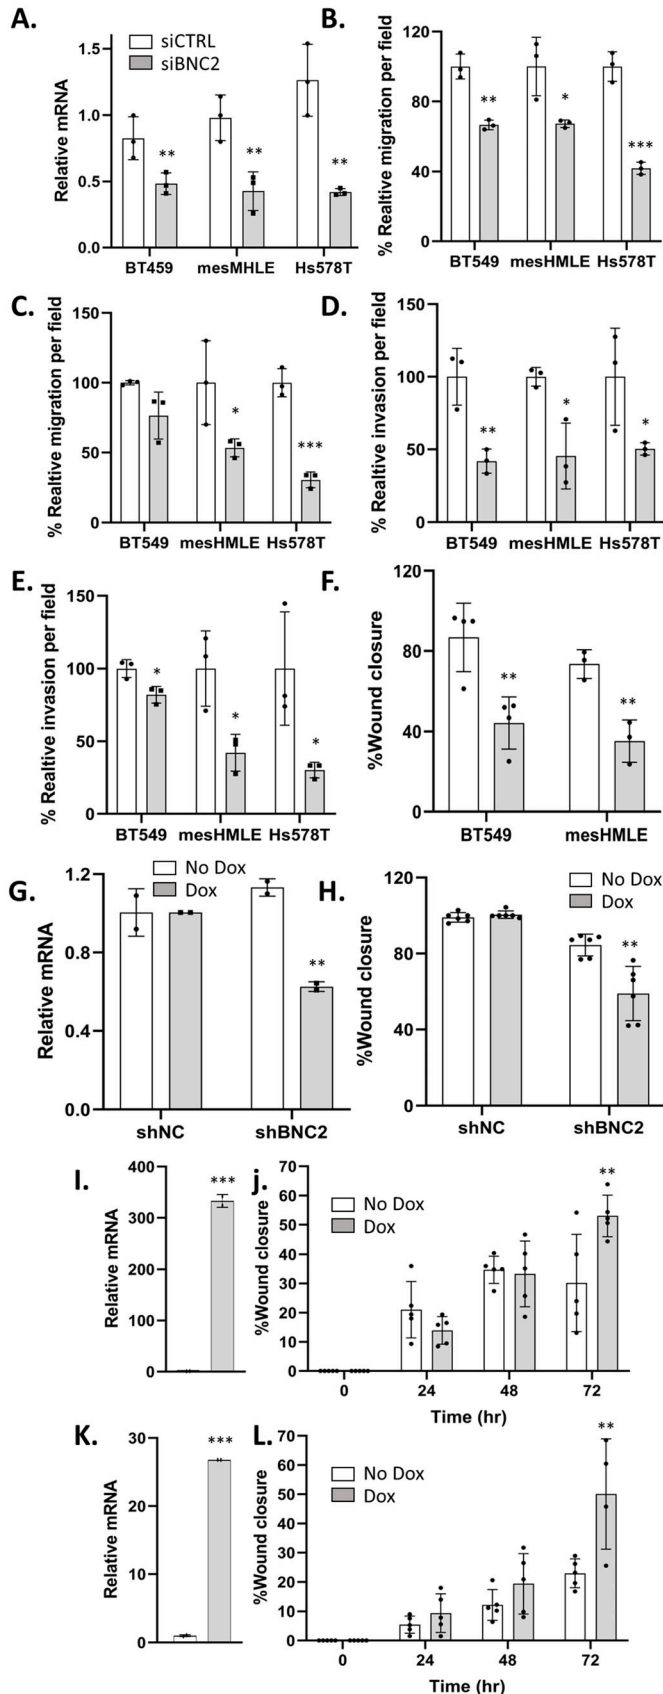 A.
siCTRL
siBNC2
Relative mRNA
1.5
1.0
0.5
0.0
**
**
**
BT459
mesMHLE
Hs578T
B.
% Realtive migration per field
120
80
40
0
**
*
***
BT549
mesHMLE
Hs578T
C.
% Realtive migration per field
150
100
50
0
*
***
BT549
mesHMLE
Hs578T
D.
% Realtive invasion per field
150
100
50
0
**
*
*
BT549
mesHMLE
Hs578T
E.
% Realtive invasion per field
150
100
50
0
*
*
*
BT549
mesHMLE
Hs578T
F.
%Wound closure
120
80
40
0
**
**
BT549
mesHMLE
G.
No Dox
Dox
Relative mRNA
1.2
0.8
0.4
0.0
**
shNC
shBNC2
H.
No Dox
Dox
%Wound closure
120
80
40
0
**
shNC
shBNC2
I.
Relative mRNA
400
300
200
100
0
***
j.
No Dox
Dox
%Wound closure
70
60
50
40
30
20
10
0
**
0
24
48
72
Time (hr)
K.
Relative mRNA
30
20
10
0
***
L.
No Dox
Dox
%Wound closure
70
60
50
40
30
20
10
0
**
0
24
48
72
Time (hr)